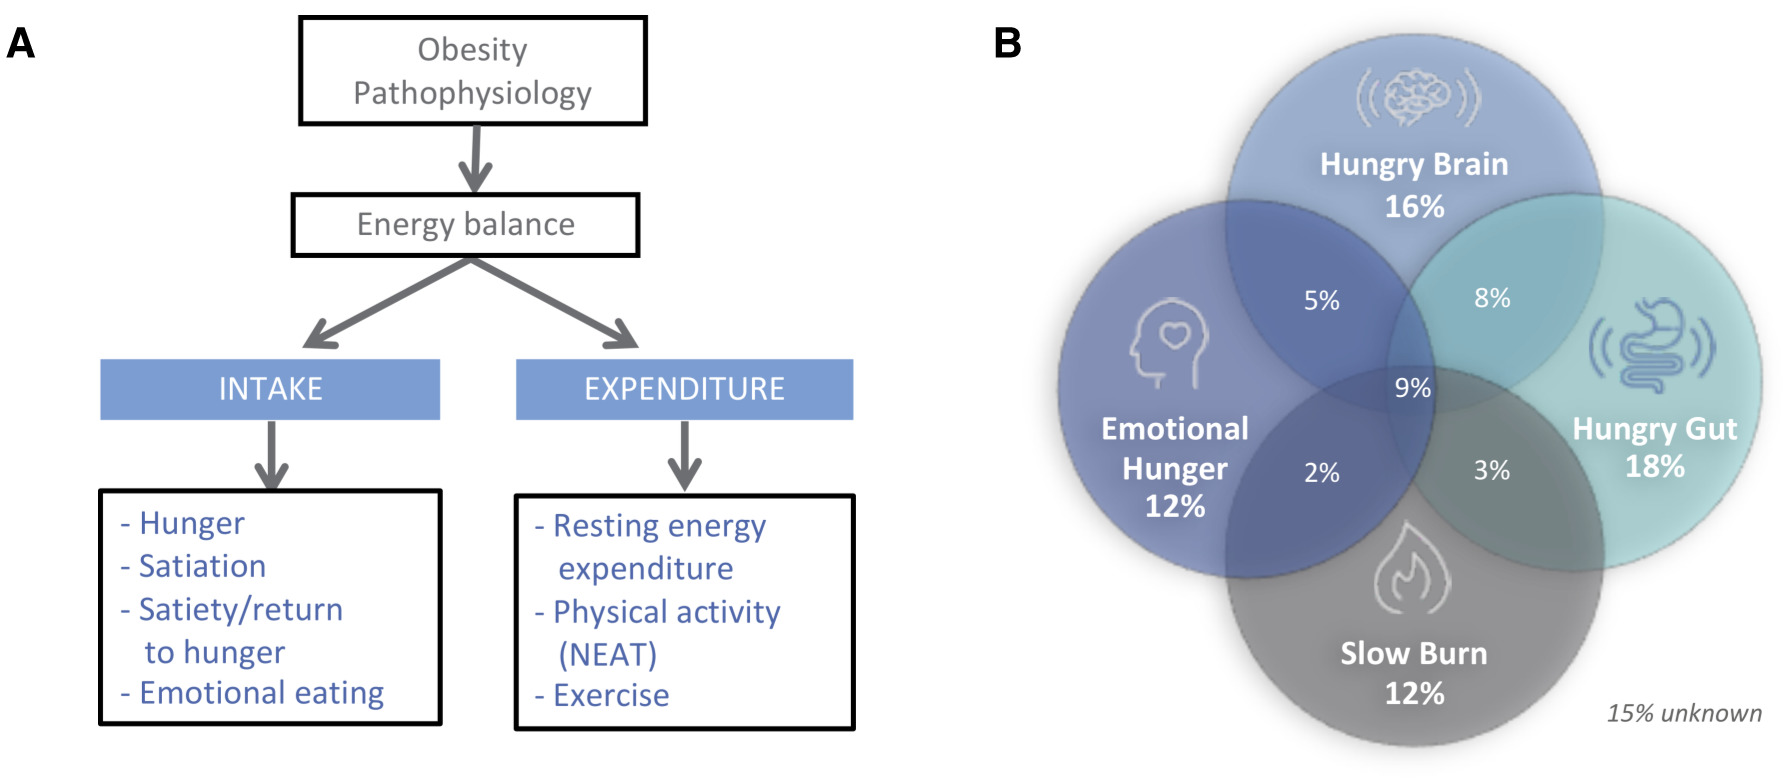 A
Obesity
Pathophysiology
Energy balance
INTAKE
EXPENDITURE
- Hunger
- Satiation
- Satiety/return
to hunger
- Emotional eating
- Resting energy
expenditure
- Physical activity
(NEAT)
- Exercise
B
Hungry Brain
16%
5%
8%
9%
Emotional
Hunger
12%
Hungry Gut
18%
2%
3%
Slow Burn
12%
15% unknown